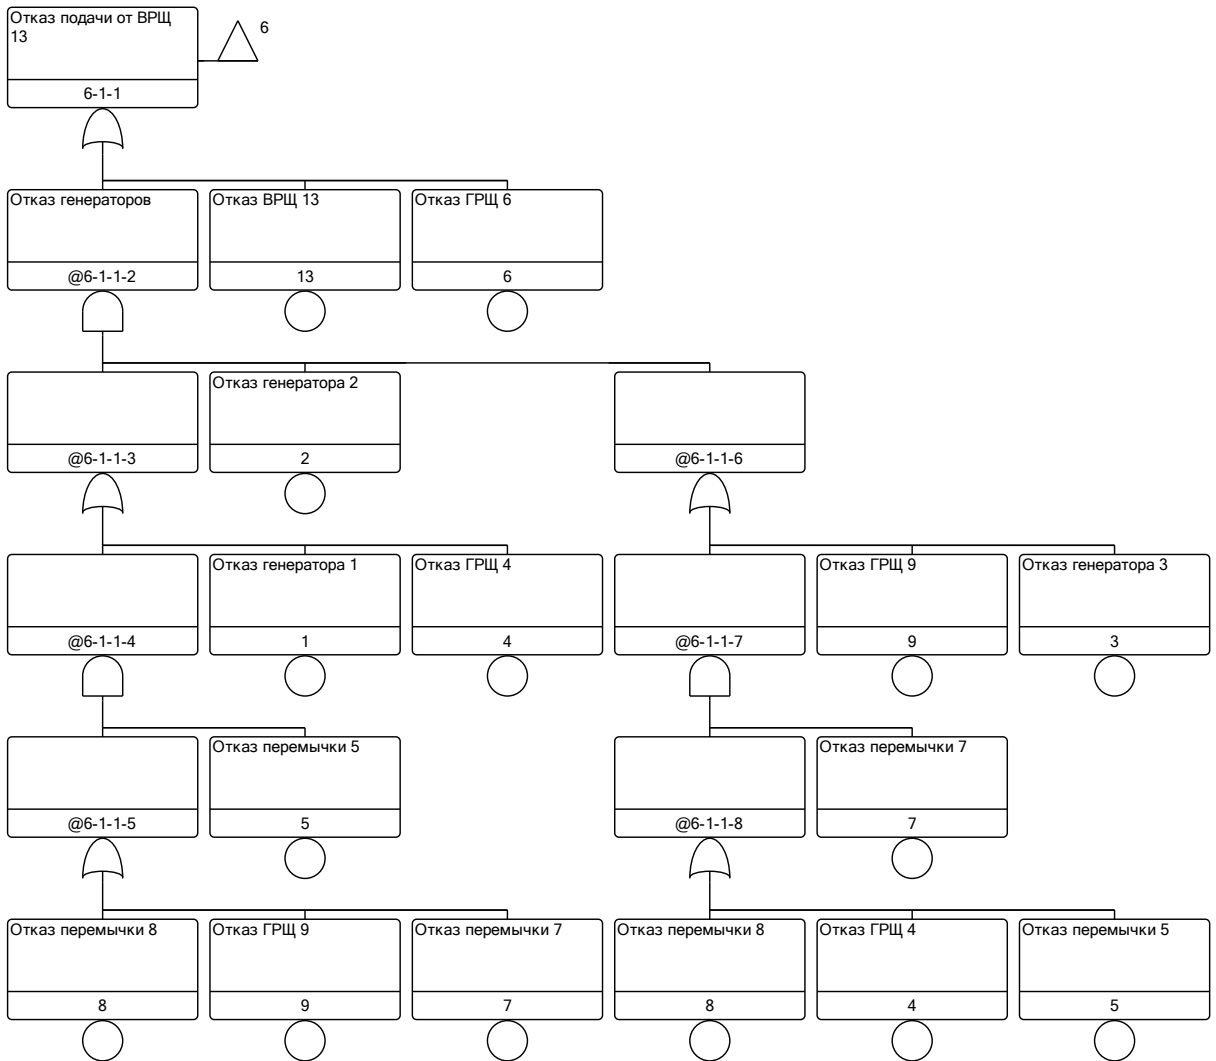 Отказ подачи от ВРЩ
13
6
6-1-1
Отказ генераторов
Отказ ВРЩ 13
Отказ ГРЩ 6
@6-1-1-2
13
6
Отказ генератора 2
@6-1-1-3
2
@6-1-1-6
Отказ генератора 1
Отказ ГРЩ 4
Отказ ГРЩ 9
Отказ генератора 3
@6-1-1-4
1
4
@6-1-1-7
9
3
Отказ перемычки 5
Отказ перемычки 7
@6-1-1-5
5
@6-1-1-8
7
Отказ перемычки 8
Отказ ГРЩ 9
Отказ перемычки 7
Отказ перемычки 8
Отказ ГРЩ 4
Отказ перемычки 5
8
9
7
8
4
5